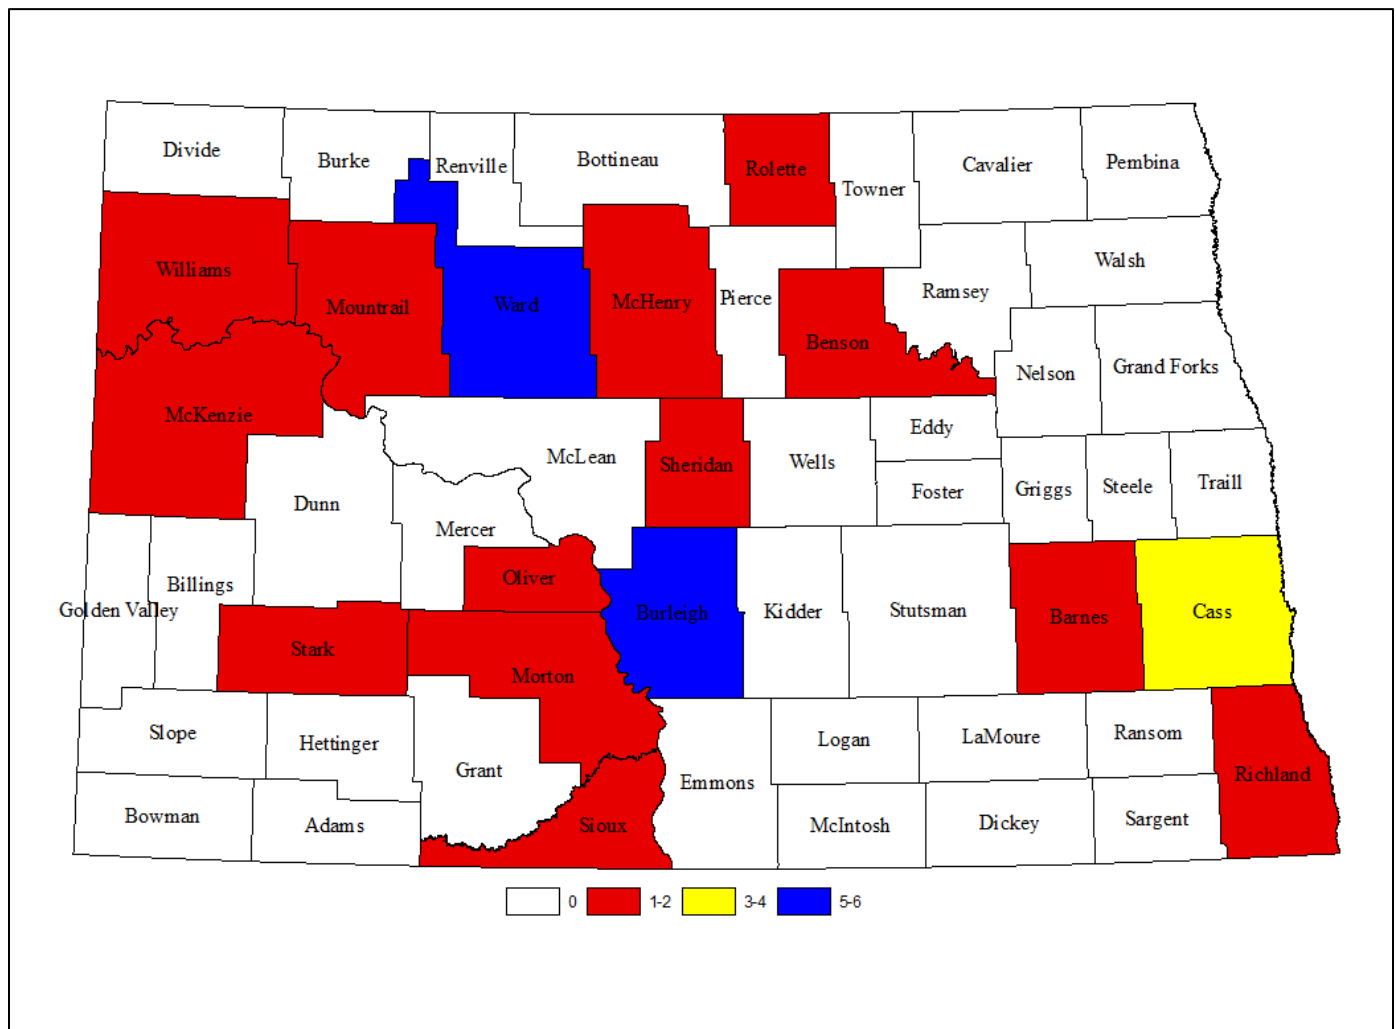 Divide
Burke
Renville
Bottineau
Rolette
Towner
Cavalier
Pembina
Williams
Mountrail
Ward
McHenry
Pierce
Benson
Ramsey
Walsh
Nelson
Grand Forks
McKenzie
Dunn
McLean
Mercer
Sheridan
Wells
Eddy
Foster
Griggs
Steele
Traill
Golden Valley
Billings
Stark
Oliver
Morton
Burleigh
Kidder
Stutsman
Barnes
Cass
Slope
Hettinger
Grant
Emmons
Logan
LaMoure
Ransom
Richland
Bowman
Adams
Sioux
McIntosh
Dickey
Sargent
0 1-2 3-4 5-6